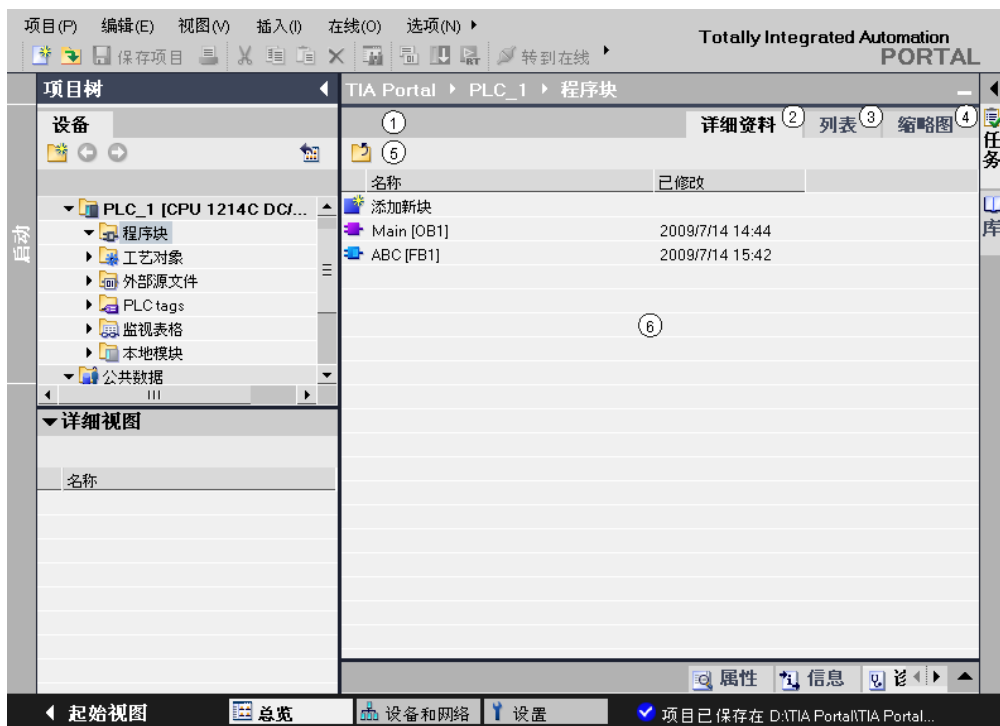 项目(P) 编辑(E) 视图(V) 插入(I) 在线(O) 选项(N)
Totally Integrated Automation
PORTAL
保存项目 转到在线
项目树
TIA Portal PLC_1 程序块
设备
1
详细资料 2 列表 3 缩略图 4
5
任务
库
启动
名称 已修改
PLC_1 [CPU 1214C DC/...
程序块
工艺对象
外部源文件
PLC tags
监视表格
本地模块
公共数据
添加新块
Main [OB1] 2009/7/14 14:44
ABC [FB1] 2009/7/14 15:42
6
详细视图
名称
属性 信息
起始视图 总览 设备和网络 设置 项目已保存在 D:\TIA Portal\TIA Portal...